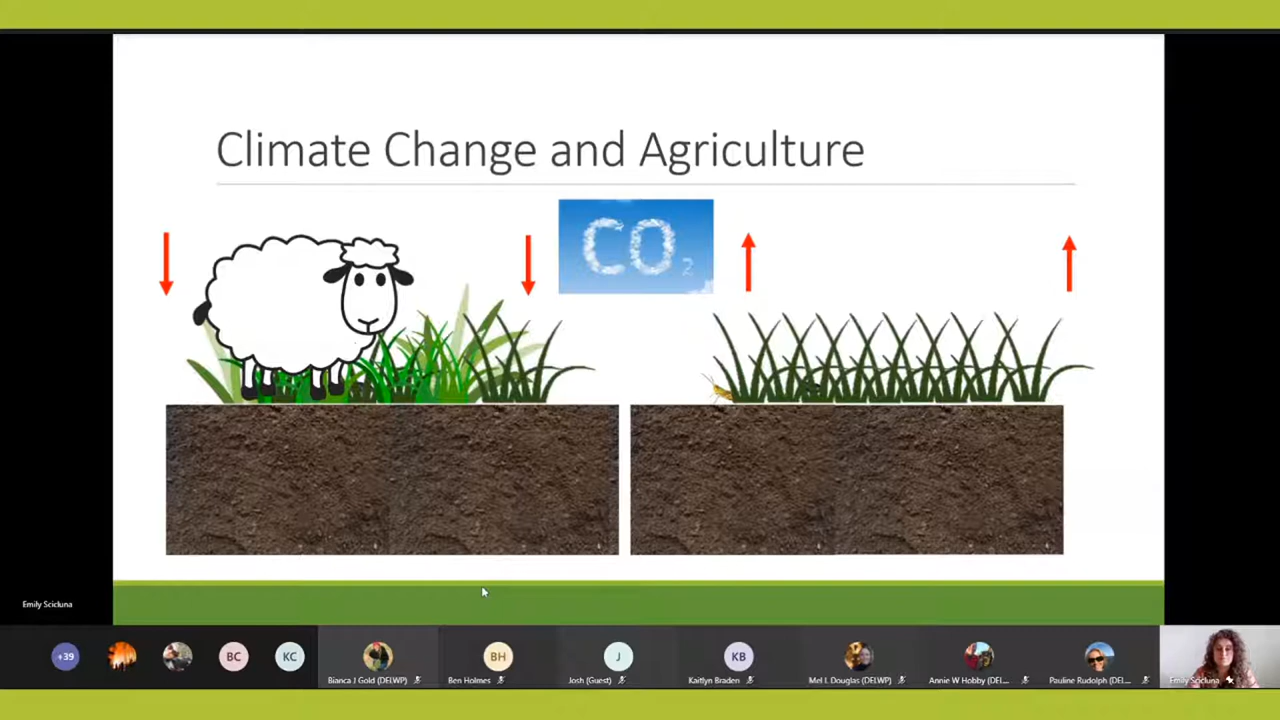 Climate Change and Agriculture
CO2
Emily Scicluna
+39
BC
KC
Bianca J Gold (DELWP)
BH
Ben Holmes
J
Josh (Guest)
KB
Kaitlyn Braden
Mel I. Douglas (DELWP)
Annie W Hobby (DEL...
Pauline Rudolph (DEL...
Emily Scicluna